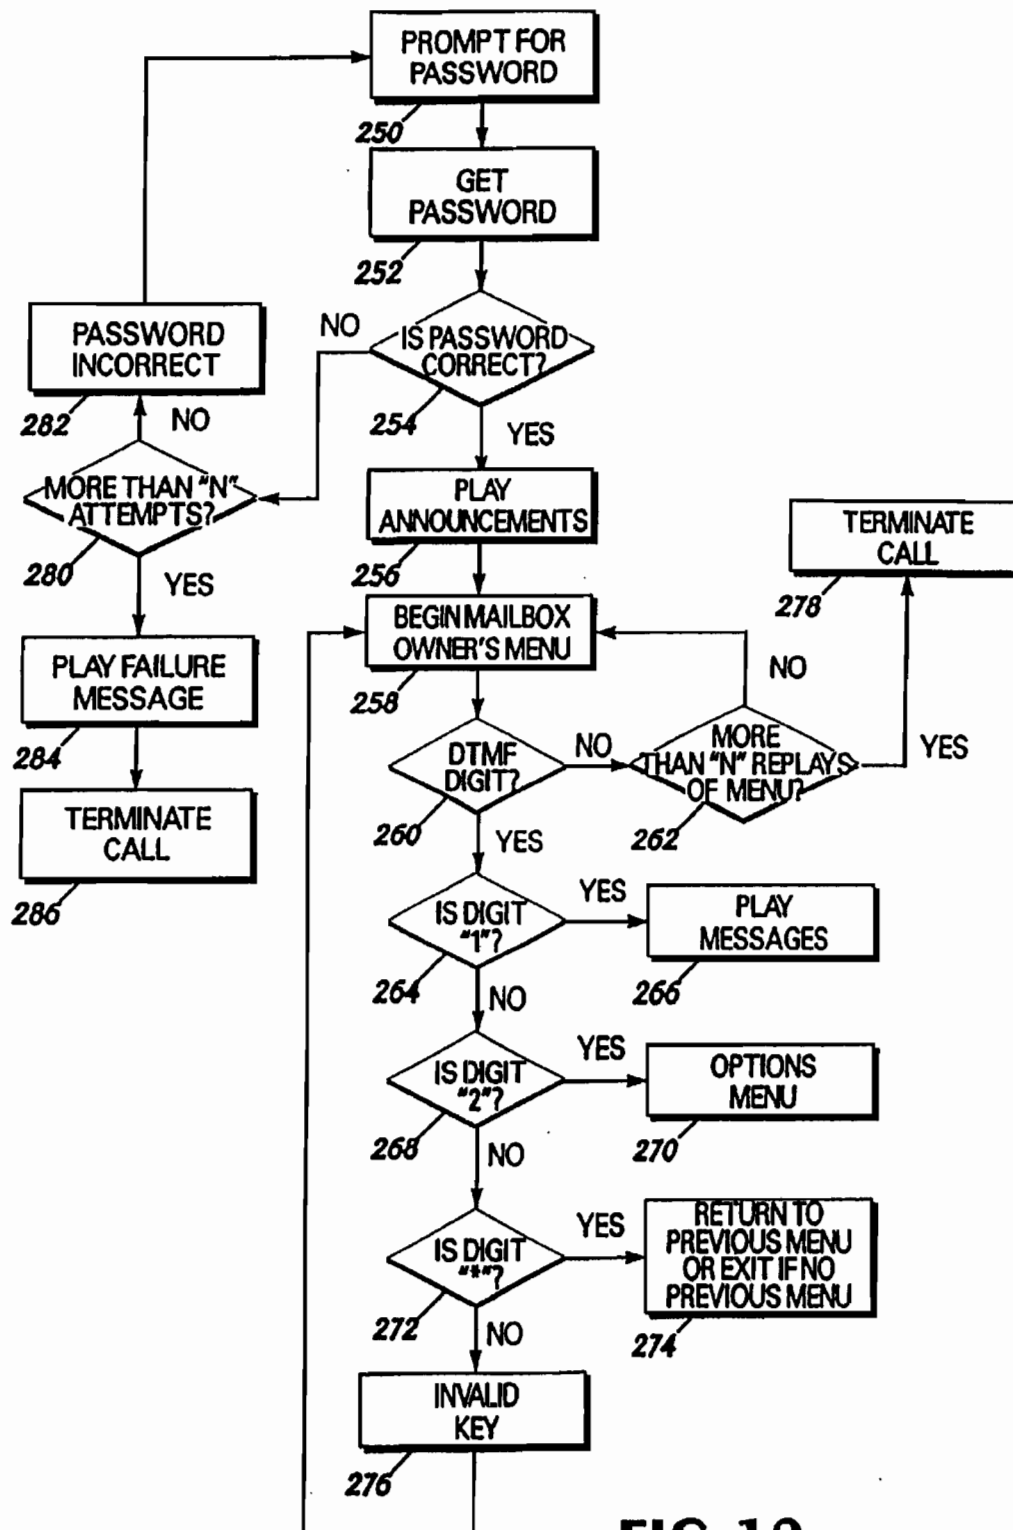 PROMPT FOR
PASSWORD
250
GET
PASSWORD
252
IS PASSWORD
CORRECT?
254
NO
YES
PASSWORD
INCORRECT
282
NO
MORE THAN "N"
ATTEMPTS?
280
YES
PLAY FAILURE
MESSAGE
284
TERMINATE
CALL
286
PLAY
ANNOUNCEMENTS
256
BEGIN MAILBOX
OWNER'S MENU
258
TERMINATE
CALL
278
DTMF
DIGIT?
260
NO
YES
MORE
THAN "N" REPLAYS
OF MENU?
262
NO
YES
IS DIGIT
"1"?
264
YES
NO
PLAY
MESSAGES
266
IS DIGIT
"2"?
268
YES
NO
OPTIONS
MENU
270
IS DIGIT
"*"?
272
YES
NO
RETURN TO
PREVIOUS MENU
OR EXIT IF NO
PREVIOUS MENU
274
INVALID
KEY
276